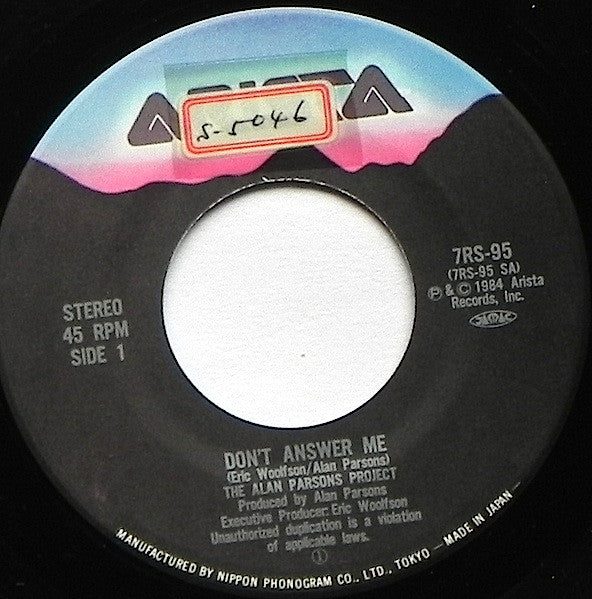 ARISTA
S-5046
7RS-95
(7RS-95 SA)
℗ & © 1984 Arista
Records, Inc.
JASRAC
STEREO
45 RPM
SIDE 1
DON'T ANSWER ME
(Eric Woolfson/Alan Parsons)
THE ALAN PARSONS PROJECT
Produced by Alan Parsons
Executive Producer: Eric Woolfson
Unauthorized duplication is a violation
of applicable laws.
①
MANUFACTURED BY NIPPON PHONOGRAM CO., LTD., TOKYO – MADE IN JAPAN –